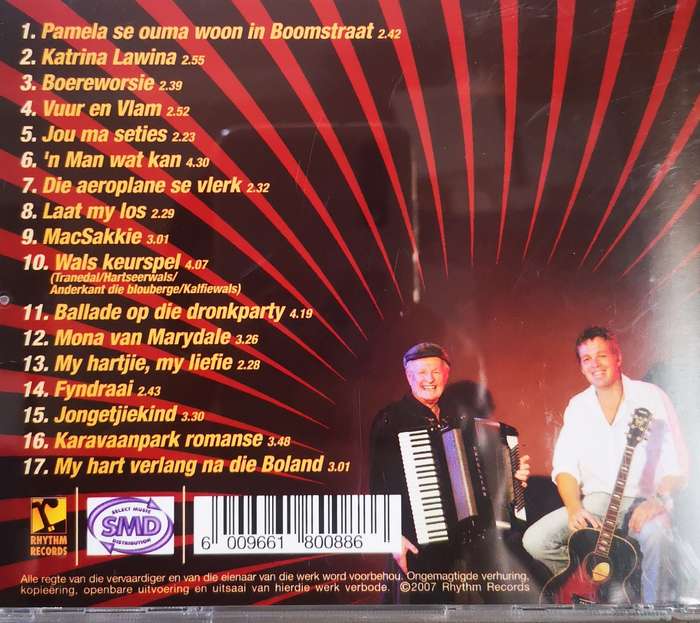 1. Pamela se ouma woon in Boomstraat 2.42
2. Katrina Lawina 2.55
3. Boereworsie 2.39
4. Vuur en Vlam 2.52
5. Jou ma seties 2.23
6. 'n Man wat kan 4.30
7. Die aeroplane se vlerk 2.32
8. Laat my los 2.29
9. MacSakkie 3.01
10. Wals keurspel 4.07
(Tranedal/Hartseerwals/
Anderkant die blouberge/Kalfiewals)
11. Ballade op die dronkparty 4.19
12. Mona van Marydale 3.26
13. My hartjie, my liefie 2.28
14. Fyndraai 2.43
15. Jongetjiekind 3.30
16. Karavaanpark romanse 3.48
17. My hart verlang na die Boland 3.01
r.
RHYTHM
RECORDS
SELECT MUSIC
SMD
DISTRIBUTION
6 009661 800886
Alle regte van die vervaardiger en van die eienaar van die werk word voorbehou. Ongemagtigde verhuring,
kopieëring, openbare uitvoering en uitsaai van hierdie werk verbode. ©2007 Rhythm Records